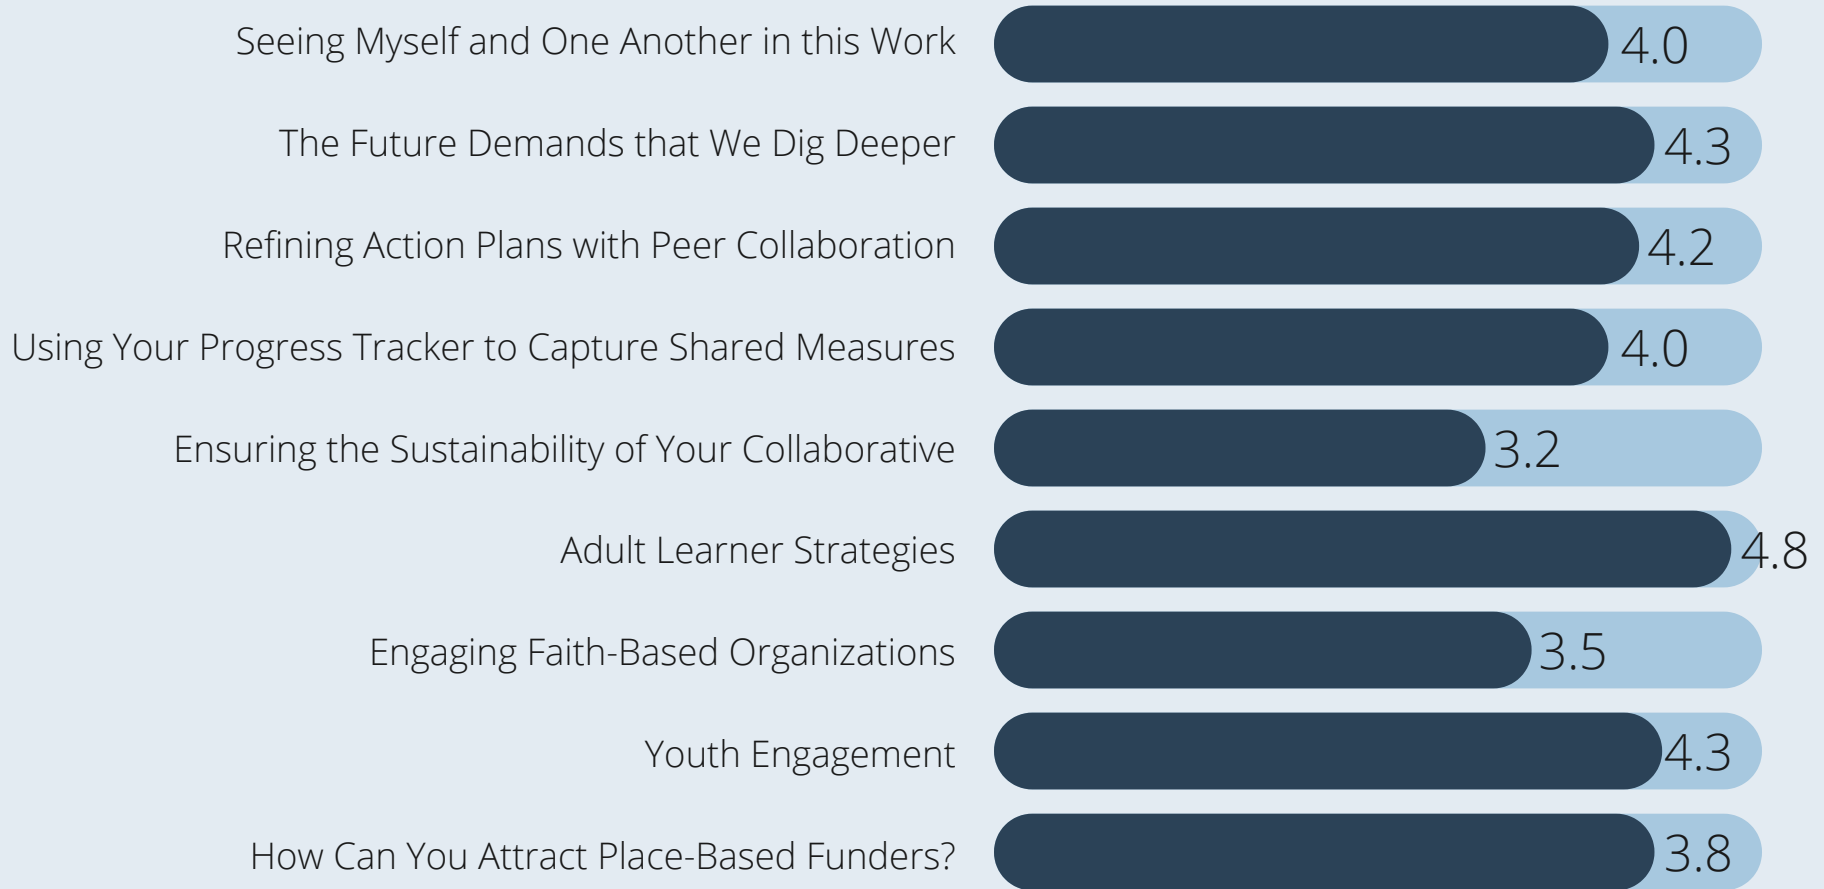 Seeing Myself and One Another in this Work 4.0
The Future Demands that We Dig Deeper 4.3
Refining Action Plans with Peer Collaboration 4.2
Using Your Progress Tracker to Capture Shared Measures 4.0
Ensuring the Sustainability of Your Collaborative 3.2
Adult Learner Strategies 4.8
Engaging Faith-Based Organizations 3.5
Youth Engagement 4.3
How Can You Attract Place-Based Funders? 3.8